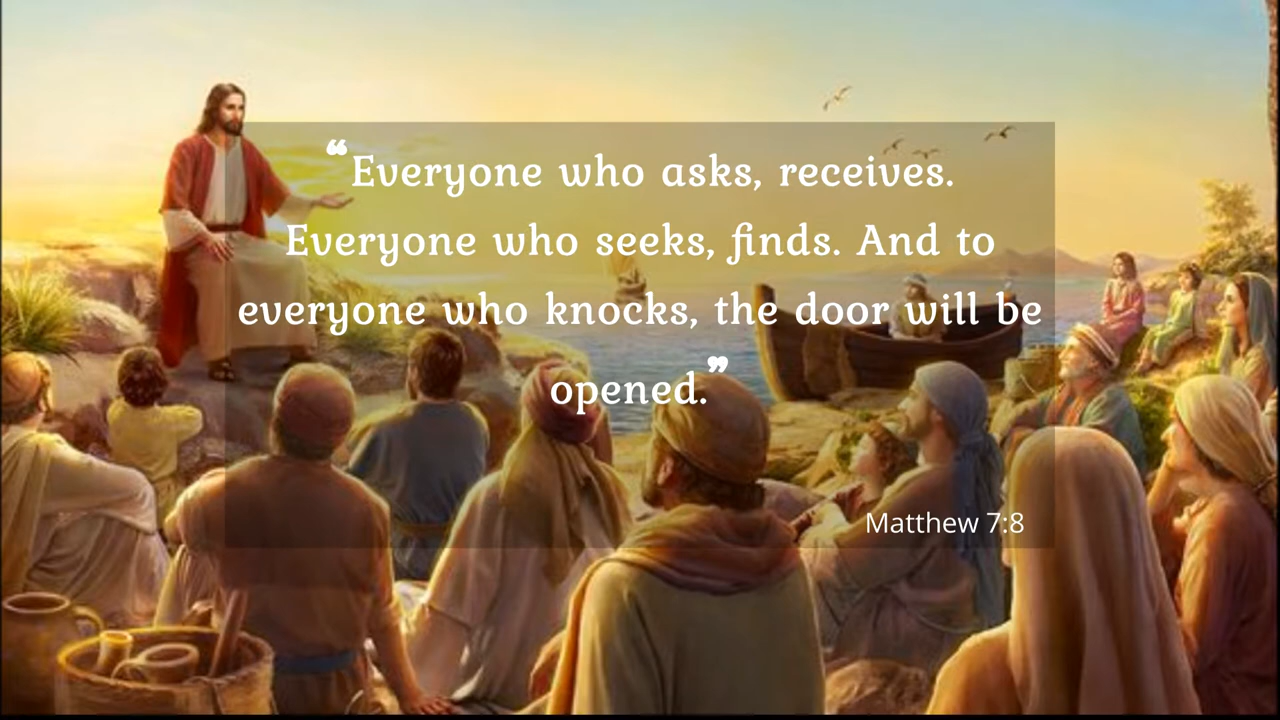 ❝Everyone who asks, receives.
Everyone who seeks, finds. And to
everyone who knocks, the door will be
opened.❞
Matthew 7:8